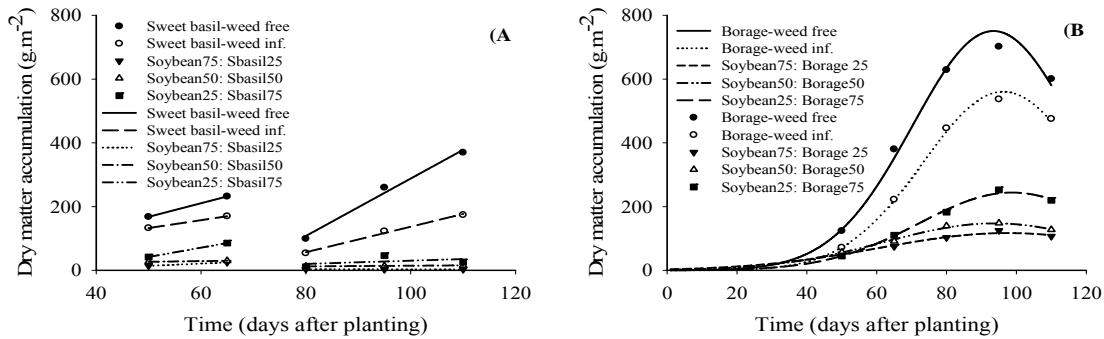 800
600
400
200
0
Dry matter accumulation (g.m-2)
Sweet basil-weed free
Sweet basil-weed inf.
Soybean75: Sbasil25
Soybean50: Sbasil50
Soybean25: Sbasil75
Sweet basil-weed free
Sweet basil-weed inf.
Soybean75: Sbasil25
Soybean50: Sbasil50
Soybean25: Sbasil75
(A)
40 60 80 100 120
Time (days after planting)
800
600
400
200
0
Dry matter accumulation (g.m-2)
Borage-weed free
Borage-weed inf.
Soybean75: Borage 25
Soybean50: Borage50
Soybean25: Borage75
Borage-weed free
Borage-weed inf.
Soybean75: Borage 25
Soybean50: Borage50
Soybean25: Borage75
(B
0 20 40 60 80 100 120
Time (days after planting)